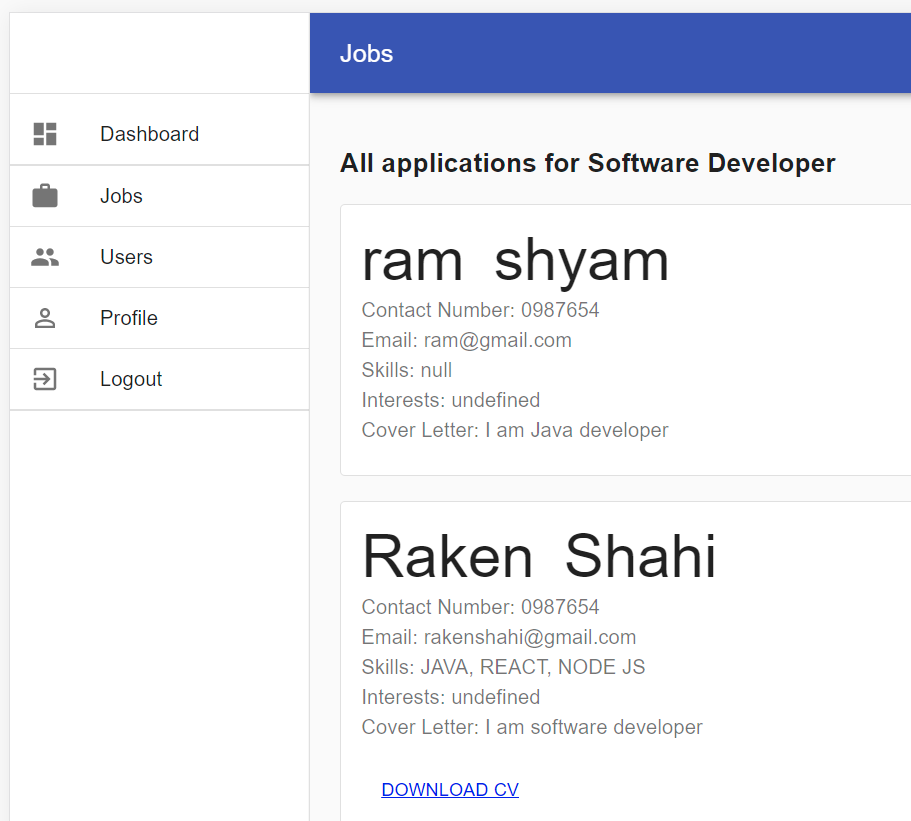 Jobs
Dashboard
Jobs
Users
Profile
Logout
All applications for Software Developer
ram shyam
Contact Number: 0987654
Email: ram@gmail.com
Skills: null
Interests: undefined
Cover Letter: I am Java developer
Raken Shahi
Contact Number: 0987654
Email: rakenshahi@gmail.com
Skills: JAVA, REACT, NODE JS
Interests: undefined
Cover Letter: I am software developer
DOWNLOAD CV